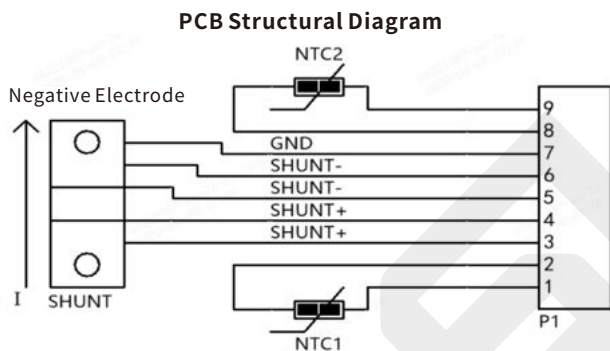 PCB Structural Diagram
NTC2
Negative Electrode
9
8
GND
7
SHUNT-
6
SHUNT-
5
SHUNT+
4
SHUNT+
3
2
1
I
SHUNT
P1
NTC1